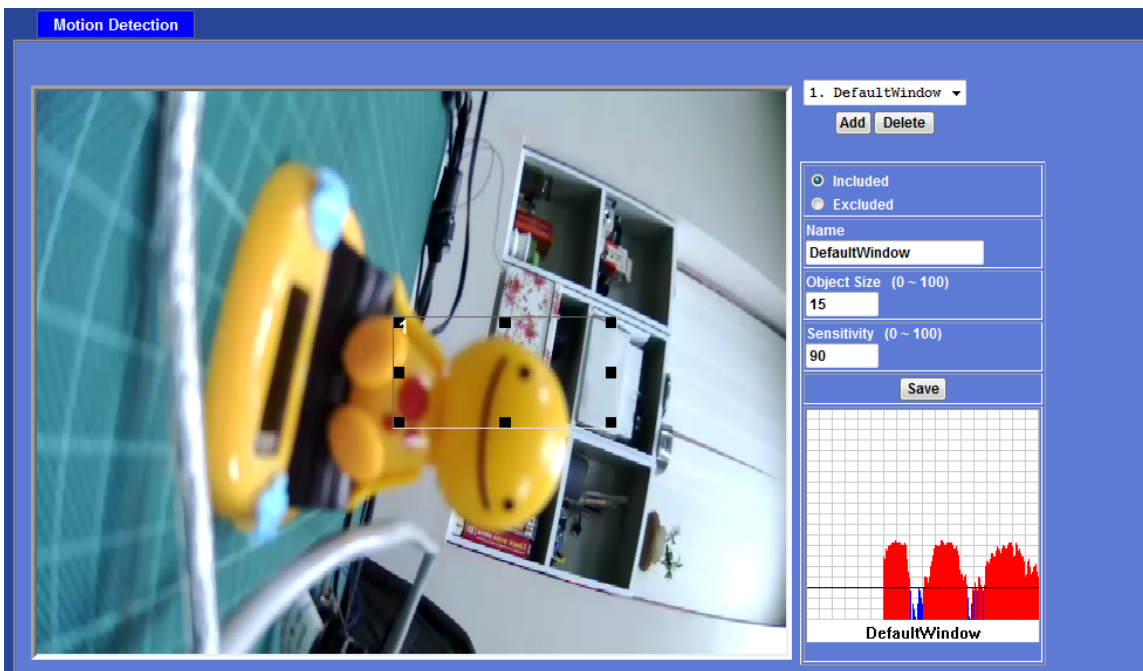 Motion Detection
1. DefaultWindow
Add Delete
Included
Excluded
Name
DefaultWindow
Object Size (0 ~ 100)
15
1
Sensitivity (0 ~ 100)
90
Save
DefaultWindow